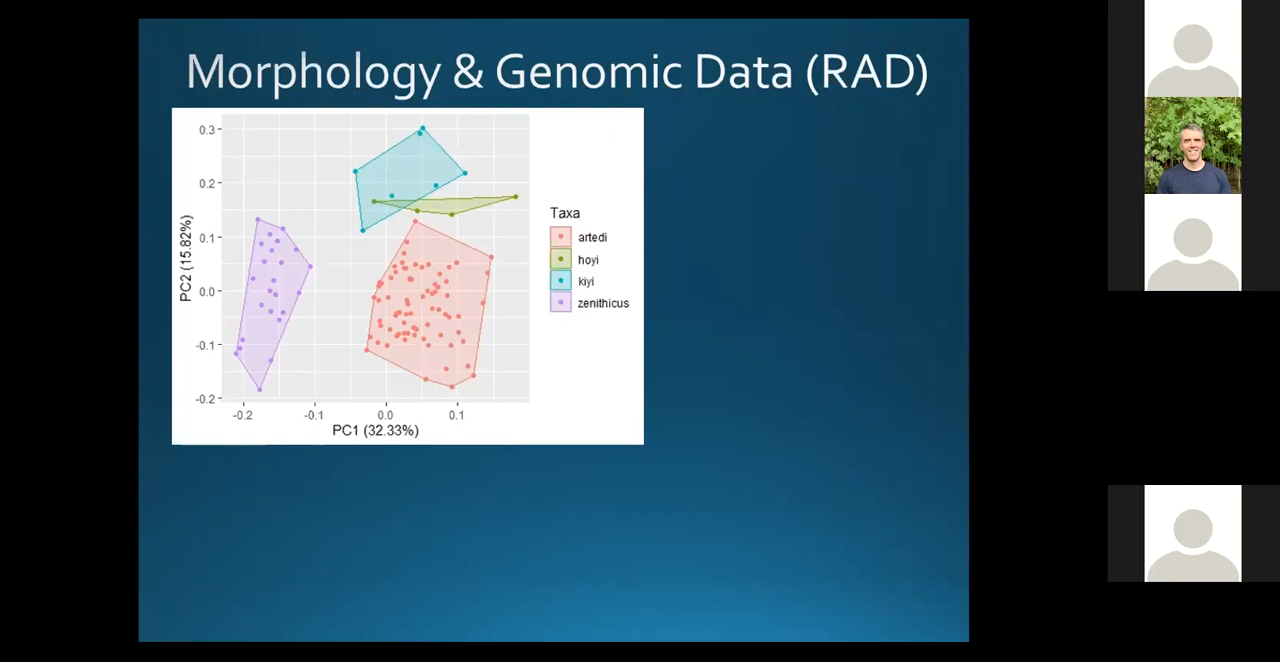 Morphology & Genomic Data (RAD)
0.3
0.2
0.1
0.0
-0.1
-0.2
PC2 (15.82%)
-0.2 -0.1 0.0 0.1
PC1 (32.33%)
Taxa
artedi
hoyi
kiyi
zenithicus